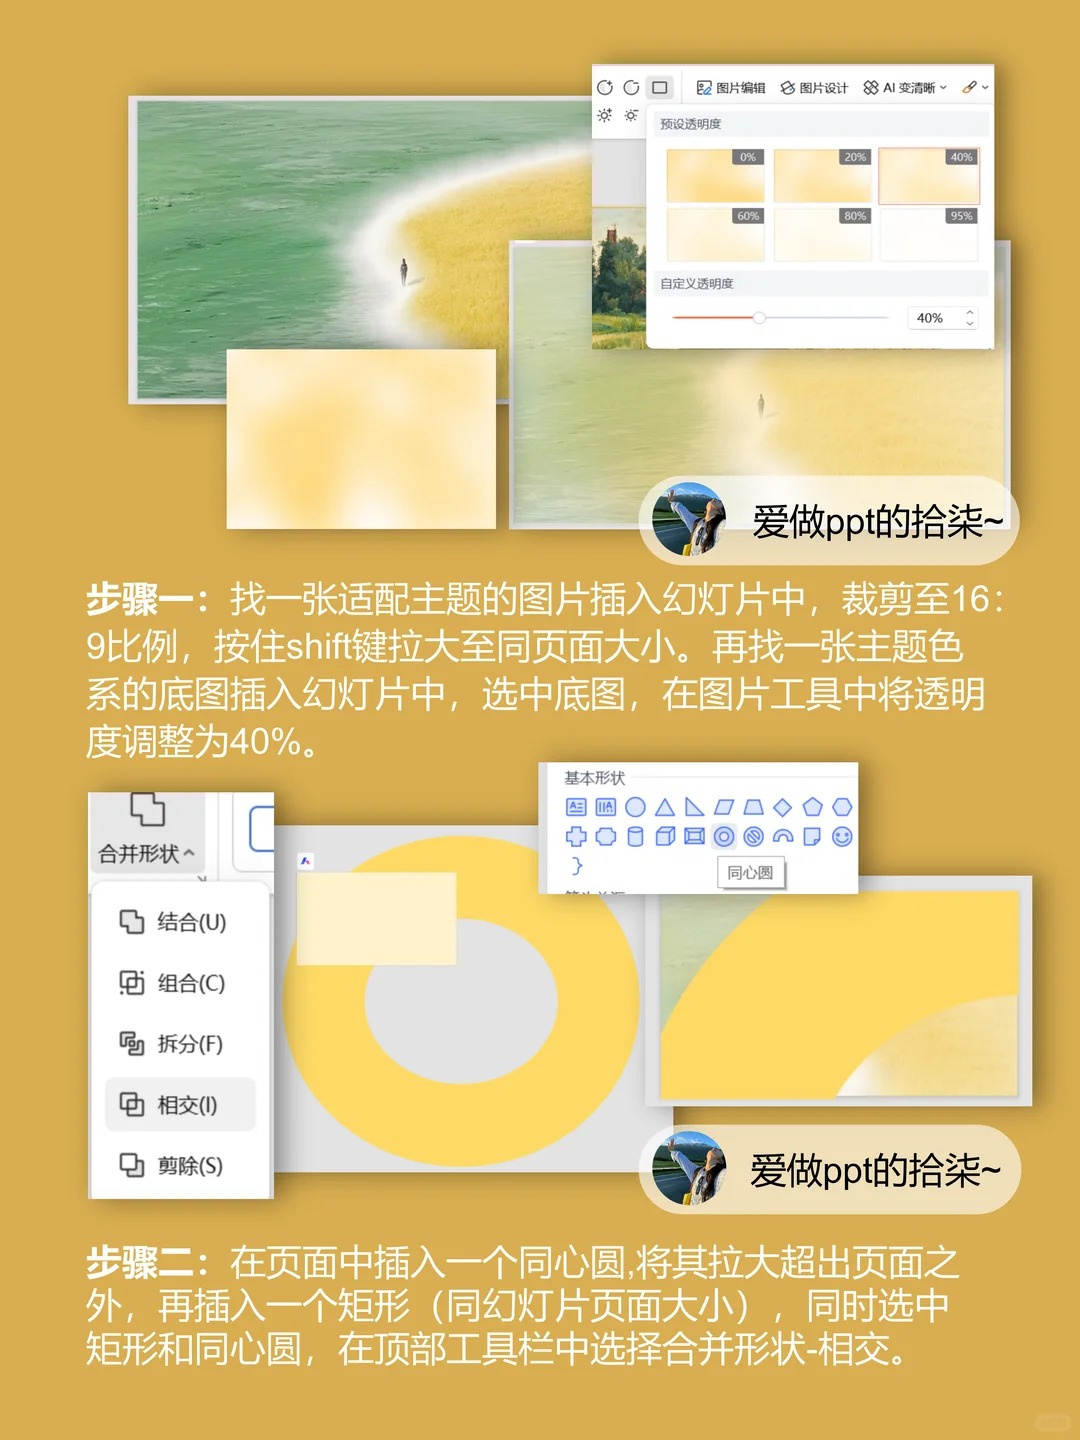 图片编辑 图片设计 AI 变清晰
预设透明度
0% 20% 40%
60% 80% 95%
自定义透明度
40%
爱做ppt的拾柒~
步骤一：找一张适配主题的图片插入幻灯片中，裁剪至16：
9比例，按住shift键拉大至同页面大小。再找一张主题色
系的底图插入幻灯片中，选中底图，在图片工具中将透明
度调整为40%。
基本形状
同心圆
合并形状
结合(U)
组合(C)
拆分(F)
相交(I)
剪除(S)
爱做ppt的拾柒~
步骤二：在页面中插入一个同心圆,将其拉大超出页面之
外，再插入一个矩形（同幻灯片页面大小），同时选中
矩形和同心圆，在顶部工具栏中选择合并形状-相交。